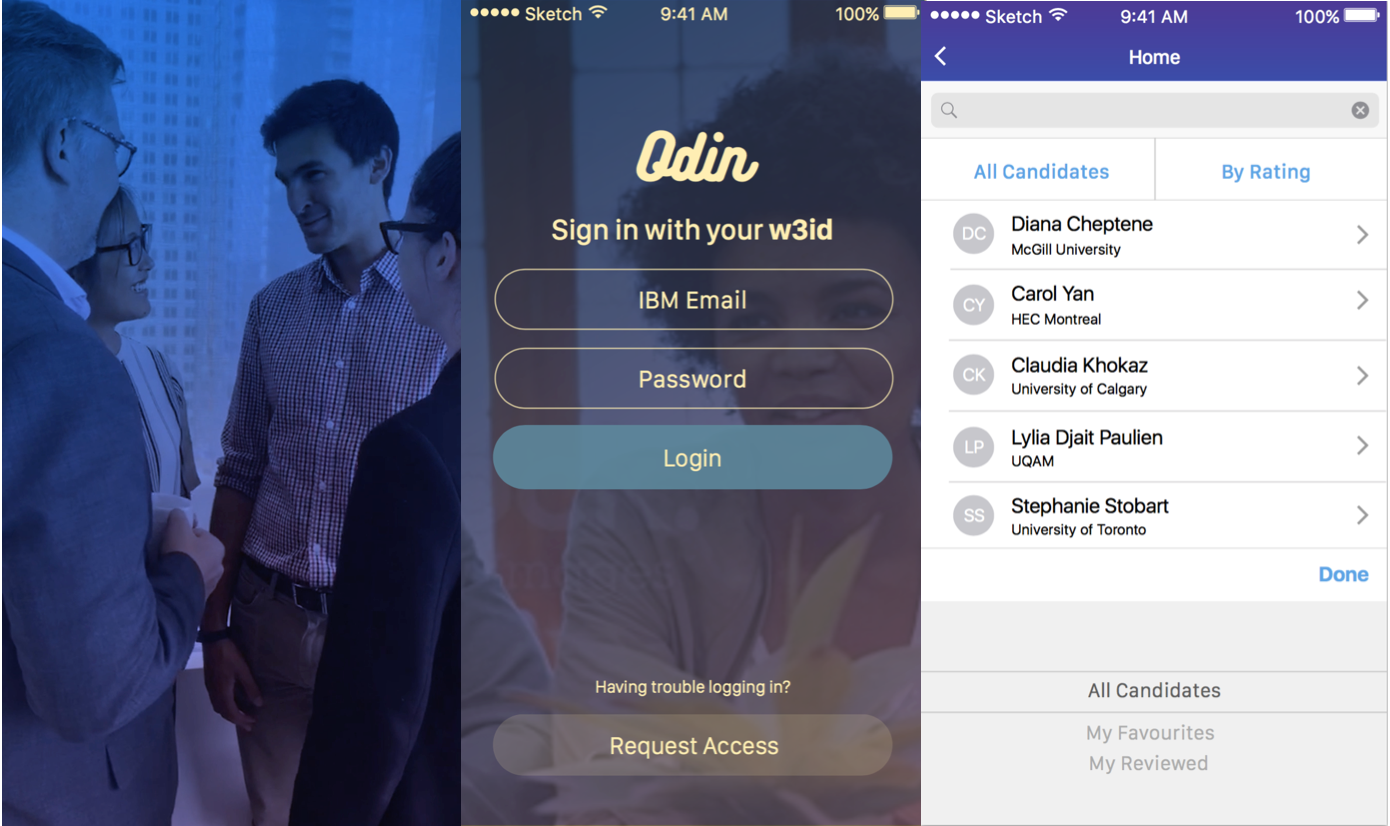 Sketch 9:41 AM 100%
Odin
Sign in with your w3id
IBM Email
Password
Login
Having trouble logging in?
Request Access
Sketch 9:41 AM 100%
Home
All Candidates By Rating
DC Diana Cheptene
McGill University
CY Carol Yan
HEC Montreal
CK Claudia Khokaz
University of Calgary
LP Lylia Djait Paulien
UQAM
SS Stephanie Stobart
University of Toronto
Done
All Candidates
My Favourites
My Reviewed